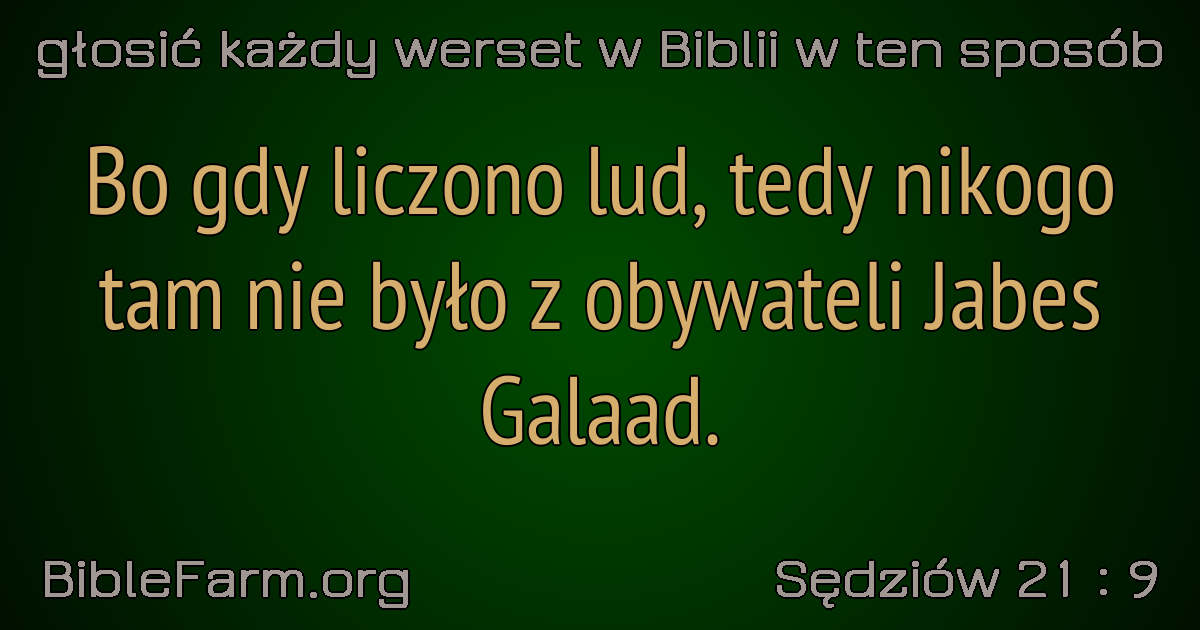 głosić każdy werset w Biblii w ten sposób
Bo gdy liczono lud, tedy nikogo
tam nie było z obywateli Jabes
Galaad.
BibleFarm.org
Sędziów 21 : 9